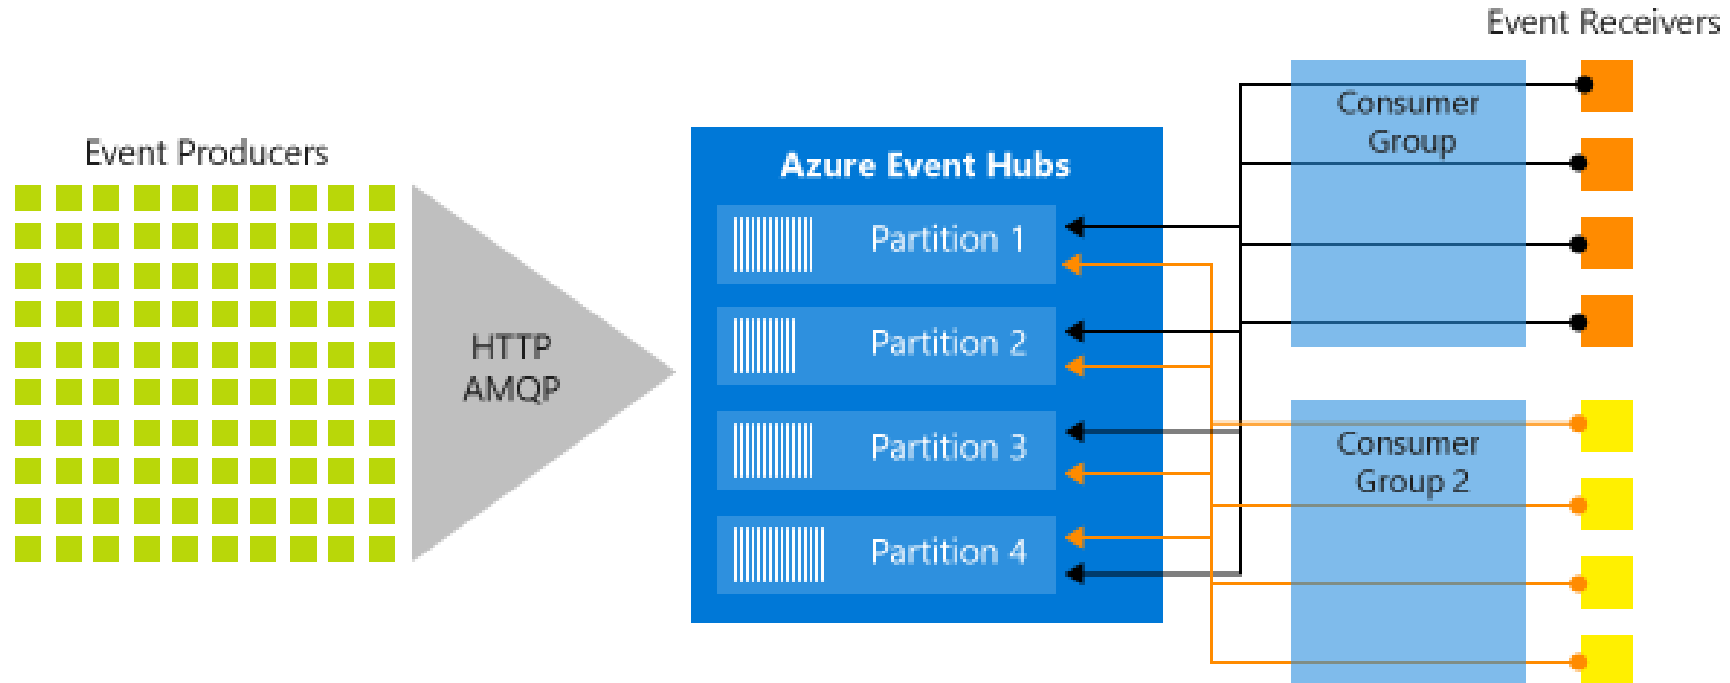 Event Producers
HTTP
AMQP
Azure Event Hubs
Partition 1
Partition 2
Partition 3
Partition 4
Event Receivers
Consumer
Group
Consumer
Group 2